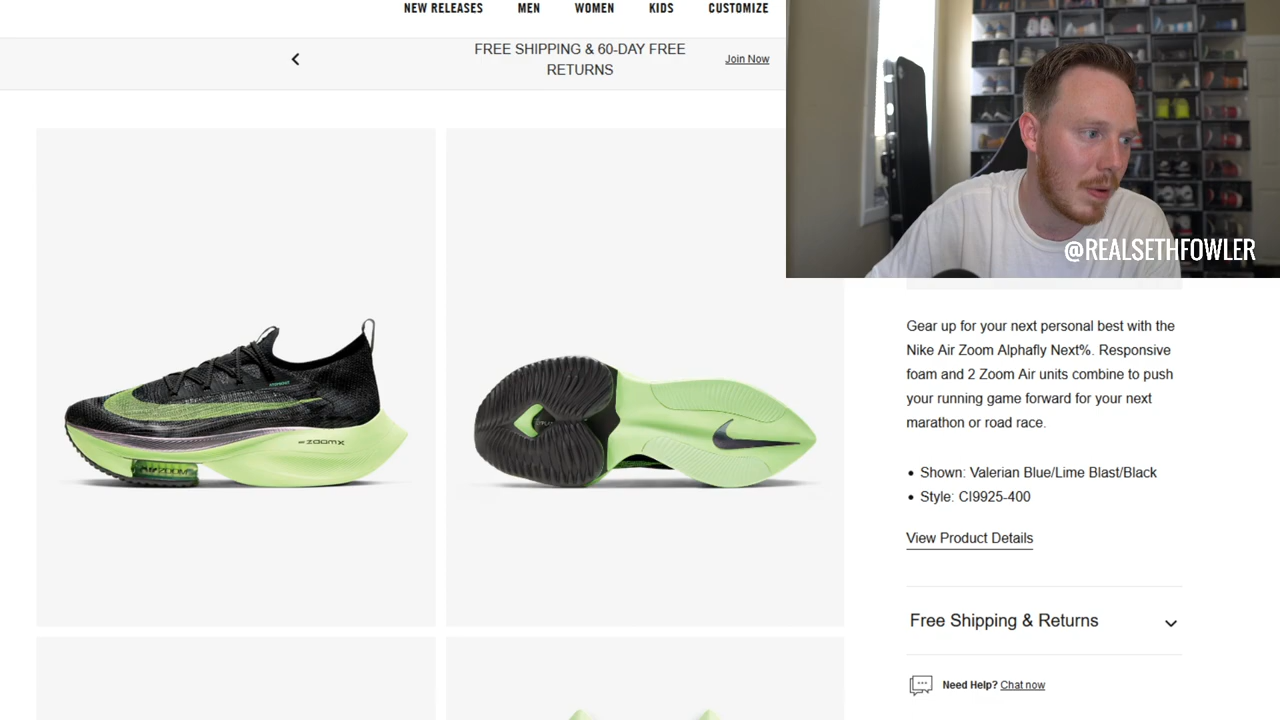 NEW RELEASES MEN WOMEN KIDS CUSTOMIZE
FREE SHIPPING & 60-DAY FREE
RETURNS
Join Now
@REALSETHFOWLER
ZOOMX
Gear up for your next personal best with the
Nike Air Zoom Alphafly Next%. Responsive
foam and 2 Zoom Air units combine to push
your running game forward for your next
marathon or road race.
• Shown: Valerian Blue/Lime Blast/Black
• Style: CI9925-400
View Product Details
Free Shipping & Returns
Need Help? Chat now